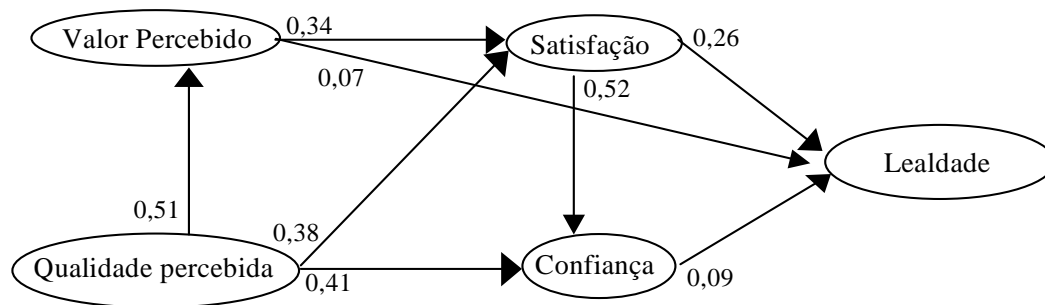 Valor Percebido
0,34
Satisfação
0,26
0,07
0,52
Lealdade
0,51
0,38
Qualidade percebida
0,41
Confiança
0,09